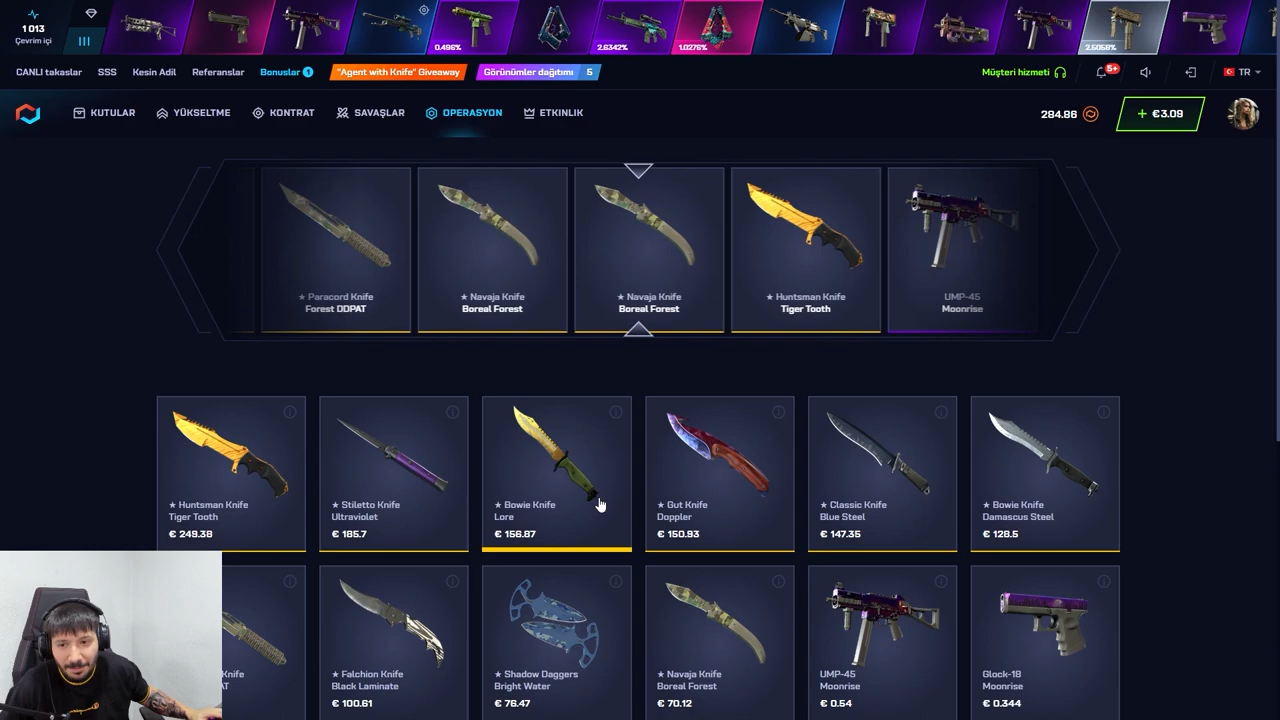 1 013
Çevrim içi
0.496%
2.6342%
1.0276%
2.5058%
CANLI takaslar
SSS
Kesin Adil
Referanslar
Bonuslar 1
"Agent with Knife" Giveaway
Görünümler dağıtımı 5
Müşteri hizmeti
5+
TR
KUTULAR
YÜKSELTME
KONTRAT
SAVAŞLAR
OPERASYON
ETKINLIK
284.86
+ €3.09
★ Paracord Knife
Forest DDPAT
★ Navaja Knife
Boreal Forest
★ Navaja Knife
Boreal Forest
★ Huntsman Knife
Tiger Tooth
UMP-45
Moonrise
★ Huntsman Knife
Tiger Tooth
€ 249.38
★ Stiletto Knife
Ultraviolet
€ 185.7
★ Bowie Knife
Lore
€ 156.87
★ Gut Knife
Doppler
€ 150.93
★ Classic Knife
Blue Steel
€ 147.35
★ Bowie Knife
Damascus Steel
€ 128.5
★ Falchion Knife
Black Laminate
€ 100.61
★ Shadow Daggers
Bright Water
€ 76.47
★ Navaja Knife
Boreal Forest
€ 70.12
UMP-45
Moonrise
€ 0.54
Glock-18
Moonrise
€ 0.344